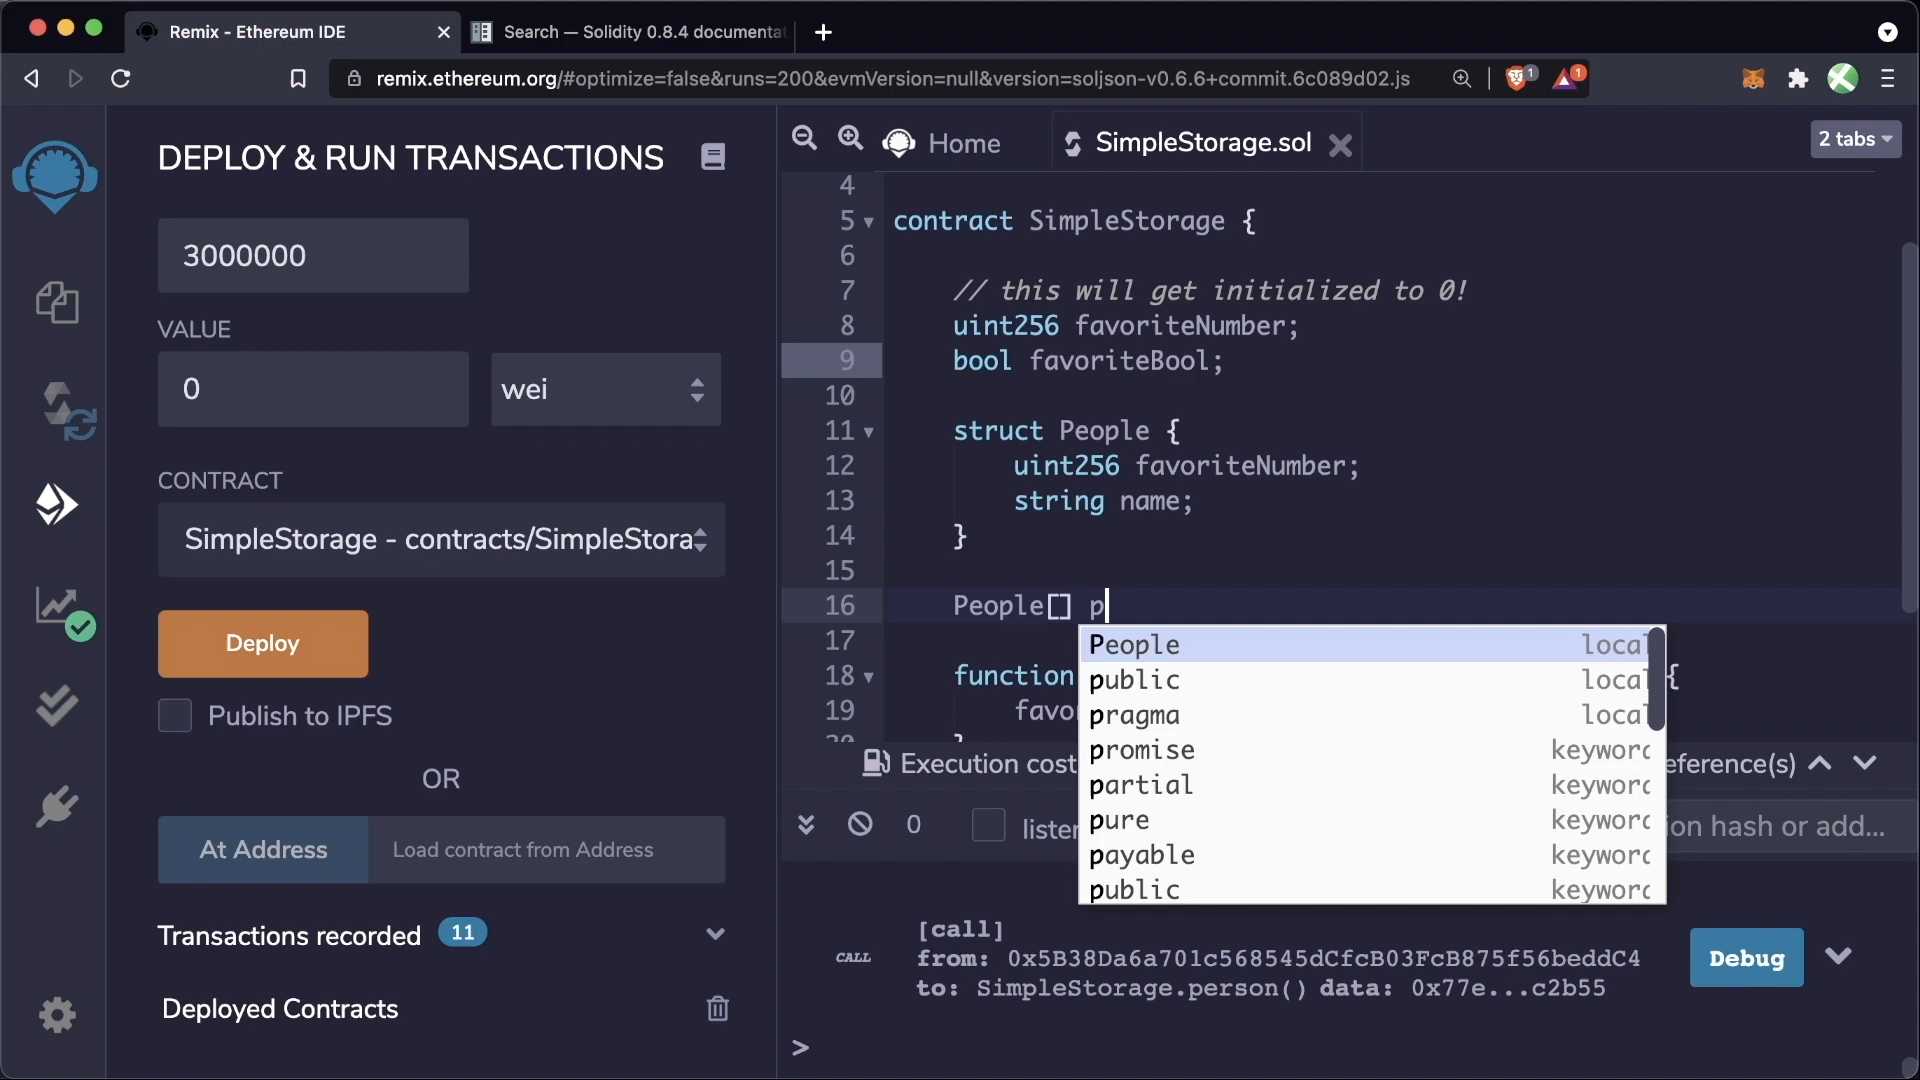 Remix - Ethereum IDE
Search — Solidity 0.8.4 documentat
remix.ethereum.org/#optimize=false&runs=200&evmVersion=null&version=soljson-v0.6.6+commit.6c089d02.js
1
1
DEPLOY & RUN TRANSACTIONS
3000000
VALUE
0
wei
CONTRACT
SimpleStorage - contracts/SimpleStora
Deploy
Publish to IPFS
OR
At Address
Load contract from Address
Transactions recorded 11
Deployed Contracts
Home
SimpleStorage.sol
2 tabs
4
5 contract SimpleStorage {
6
7 // this will get initialized to 0!
8 uint256 favoriteNumber;
9 bool favoriteBool;
10
11 struct People {
12 uint256 favoriteNumber;
13 string name;
14 }
15
16 People[] p
17
18 function {
19 favo
20 }
People local
public local
pragma local
promise keyword
partial keyword
pure keyword
payable keyword
public keyword
Execution cost
eference(s)
0
listen
ion hash or add...
[call]
CALL
from: 0x5B38Da6a701c568545dCfcB03FcB875f56beddC4
to: SimpleStorage.person() data: 0x77e...c2b55
Debug
>